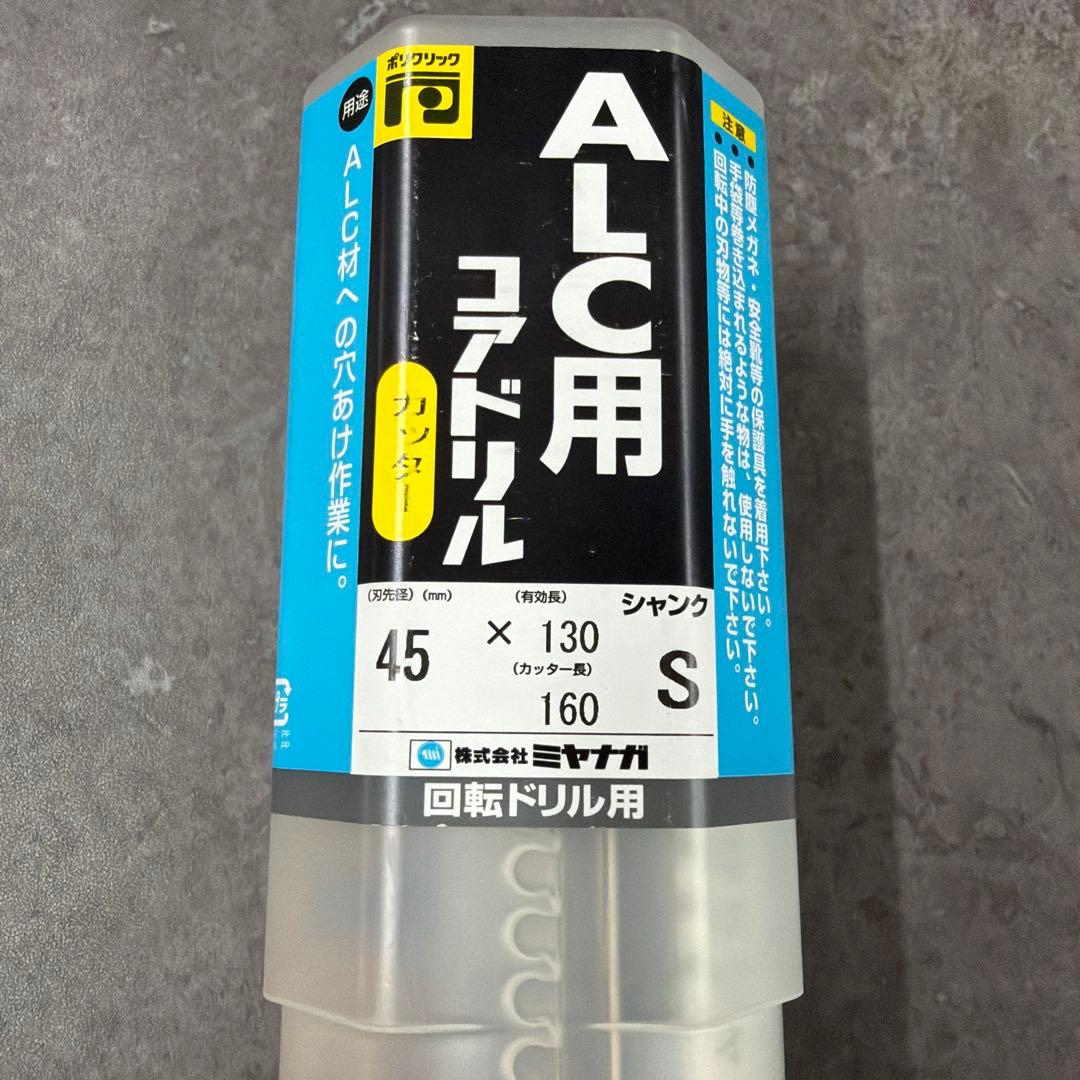 ポリクリック
用途
ALC材への穴あけ作業に。
ALC用
コアドリル
カッター
注意
・防塵メガネ・安全靴等の保護具を着用下さい。
・手袋等巻き込まれるような物は、使用しないで下さい。
・回転中の刃物等には絶対に手を触れないで下さい。
(刃先径) (mm)
(有効長)
シャンク
45
×
130
(カッター長)
160
S
株式会社 ミヤナガ
回転ドリル用
プラ
PP
PP